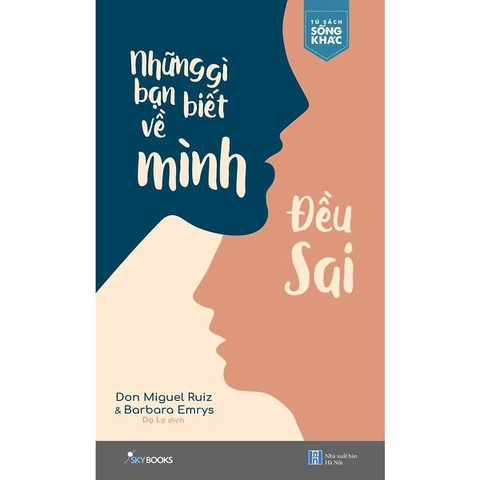 TỦ SÁCH
SỐNG
KHÁC
Những gì
bạn biết
về
mình
Đều
Sai
Don Miguel Ruiz
& Barbara Emrys
Dạ Ly dịch
SKYBOOKS
Nhà xuất bản
Hà Nội